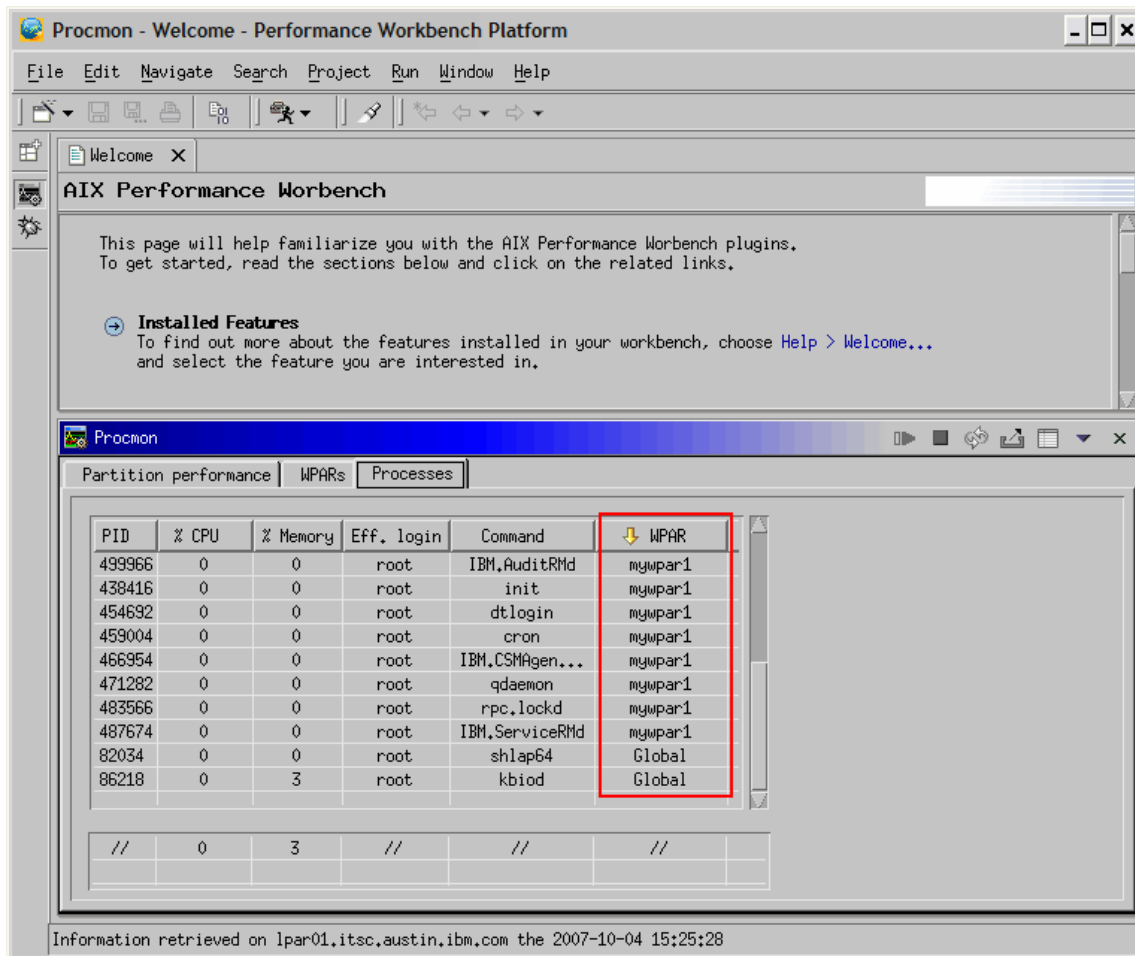 Procmon - Welcome - Performance Workbench Platform
File Edit Navigate Search Project Run Window Help
Welcome
AIX Performance Worbench
This page will help familiarize you with the AIX Performance Worbench plugins.
To get started, read the sections below and click on the related links.
Installed Features
To find out more about the features installed in your workbench, choose Help > Welcome...
and select the feature you are interested in.
Procmon
Partition performance WPARs Processes
PID % CPU % Memory Eff. login Command WPAR
499966 0 0 root IBM.AuditRMd mywpar1
438416 0 0 root init mywpar1
454692 0 0 root dtlogin mywpar1
459004 0 0 root cron mywpar1
466954 0 0 root IBM.CSMAgen... mywpar1
471282 0 0 root qdaemon mywpar1
483566 0 0 root rpc.lockd mywpar1
487674 0 0 root IBM.ServiceRMd mywpar1
82034 0 0 root shlap64 Global
86218 0 3 root kbiod Global
// 0 3 // // //
Information retrieved on lpar01.itsc.austin.ibm.com the 2007-10-04 15:25:28